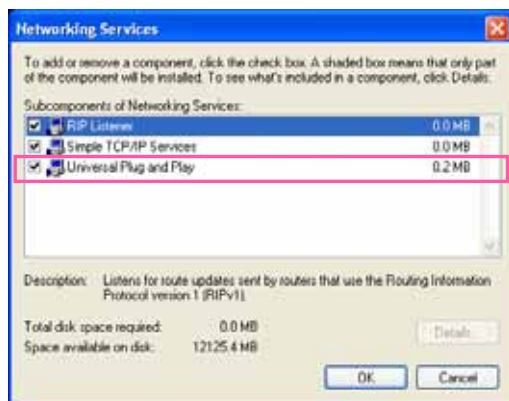 Networking Services
To add or remove a component, click the check box. A shaded box means that only part
of the component will be installed. To see what's included in a component, click Details.
Subcomponents of Networking Services:
RIP Listener 0.0 MB
Simple TCP/IP Services 0.0 MB
Universal Plug and Play 0.2 MB
Description: Listens for route updates sent by routers that use the Routing Information
Protocol version 1 (RIPv1).
Total disk space required: 0.0 MB
Space available on disk: 12125.4 MB
Details...
OK Cancel